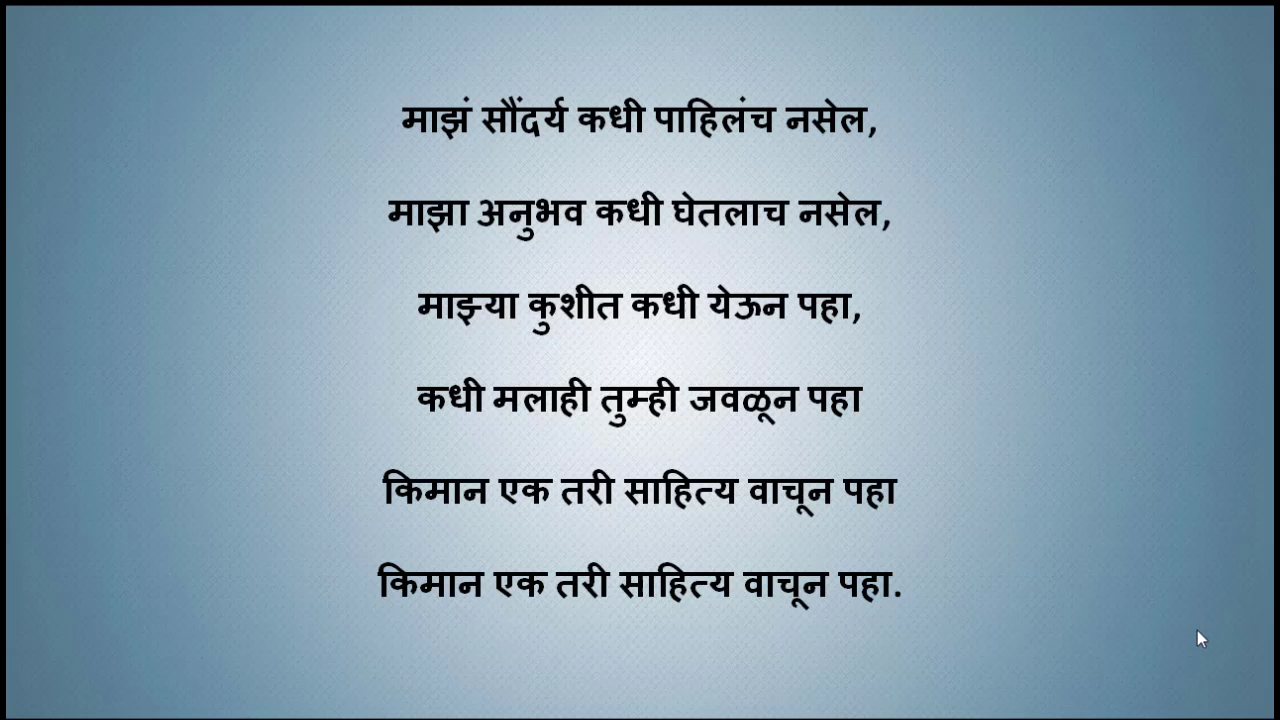 माझं सौंदर्य कधी पाहिलंच नसेल,
माझा अनुभव कधी घेतलाच नसेल,
माझ्या कुशीत कधी येऊन पहा,
कधी मलाही तुम्ही जवळून पहा
किमान एक तरी साहित्य वाचून पहा
किमान एक तरी साहित्य वाचून पहा.